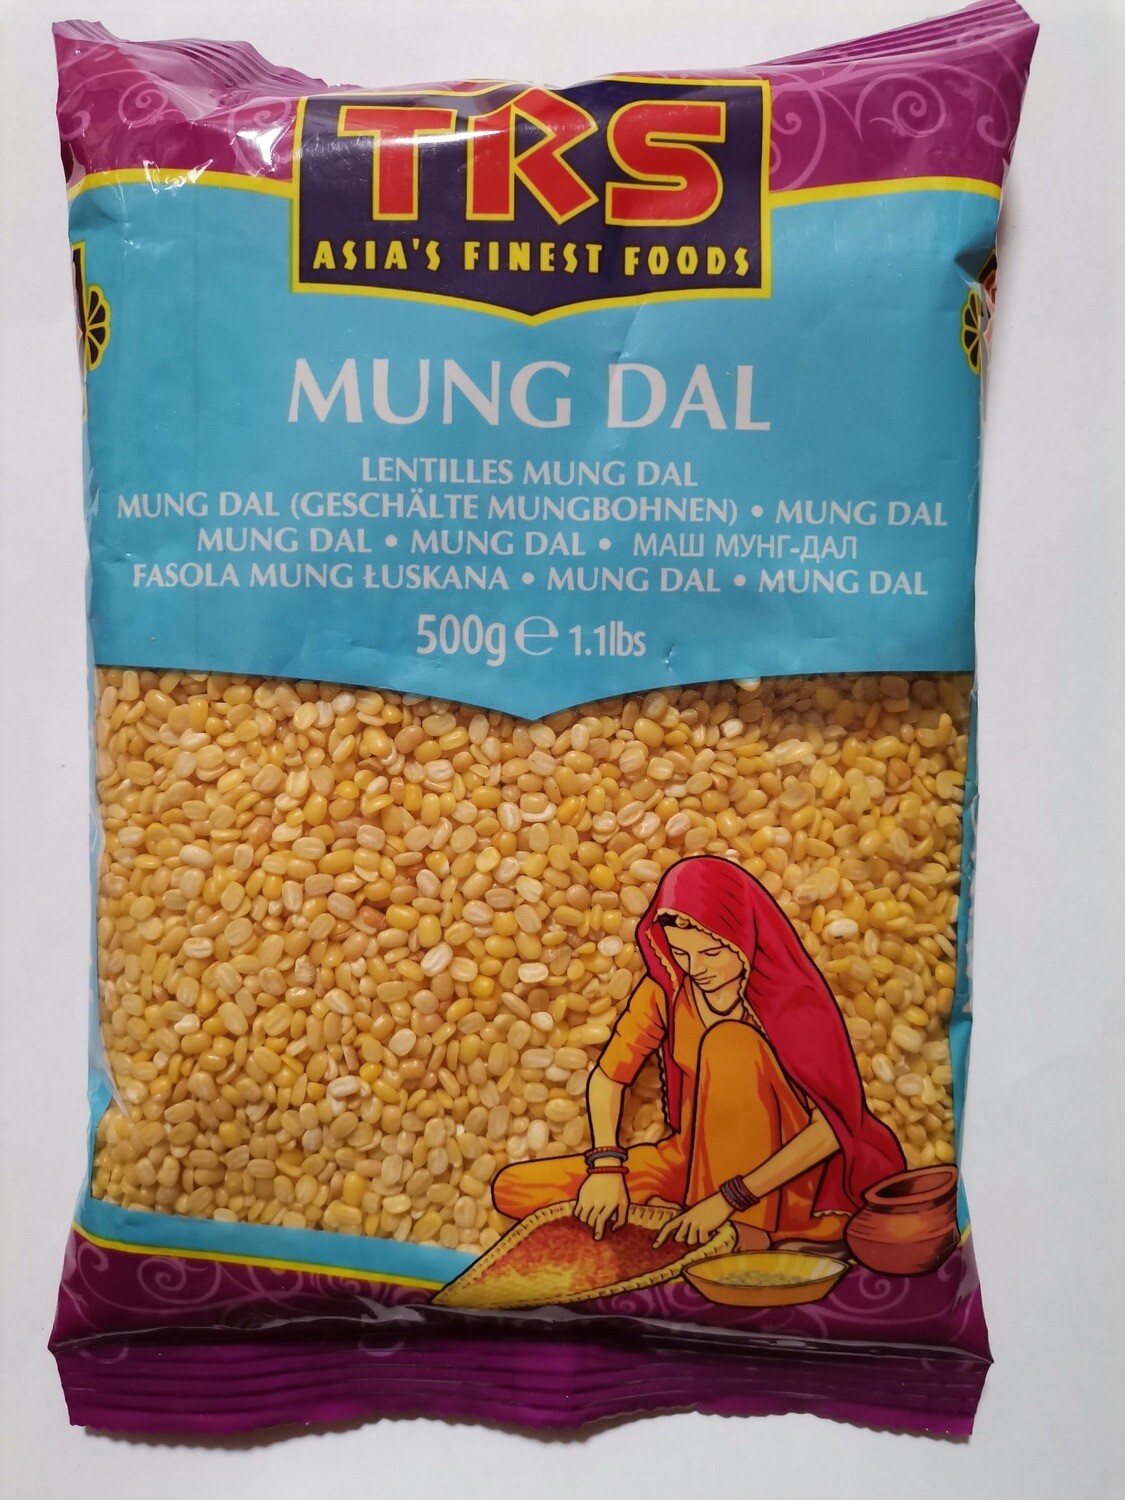 TRS
ASIA'S FINEST FOODS
MUNG DAL
LENTILLES MUNG DAL
MUNG DAL (GESCHÄLTE MUNGBOHNEN) • MUNG DAL
MUNG DAL • MUNG DAL • МАШ МУНГ-ДАЛ
FASOLA MUNG ŁUSKANA • MUNG DAL • MUNG DAL
500g ℮ 1.1lbs